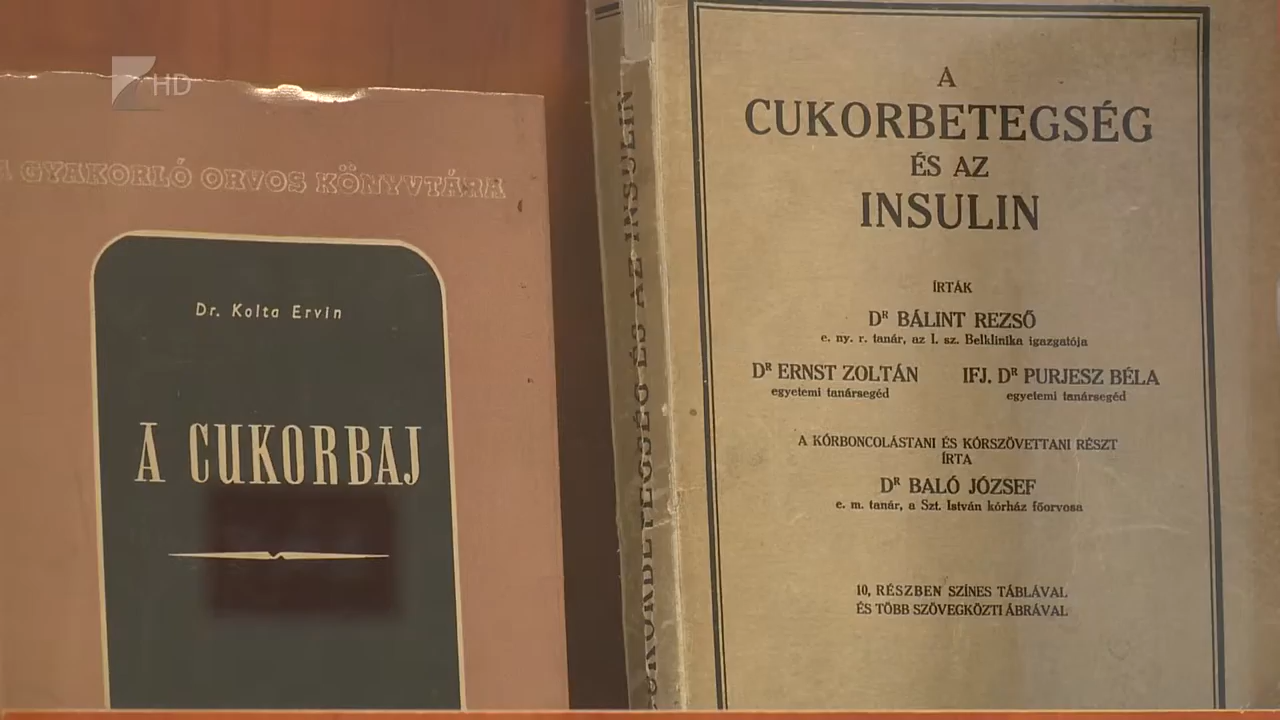 HD
A GYAKORLÓ ORVOS KÖNYVTÁRA
Dr. Kolta Ervin
A CUKORBAJ
CUKORBETEGSÉG ÉS AZ INSULIN
A
CUKORBETEGSÉG
ÉS AZ
INSULIN
ÍRTÁK
DR BÁLINT REZSŐ
e. ny. r. tanár, az I. sz. Belklinika igazgatója
DR ERNST ZOLTÁN IFJ. DR PURJESZ BÉLA
egyetemi tanársegéd egyetemi tanársegéd
A KÓRBONCOLÁSTANI ÉS KÓRSZÖVETTANI RÉSZT
ÍRTA
DR BALÓ JÓZSEF
e. m. tanár, a Szt. István kórház főorvosa
10, RÉSZBEN SZÍNES TÁBLÁVAL
ÉS TÖBB SZÖVEGKÖZTI ÁBRÁVAL